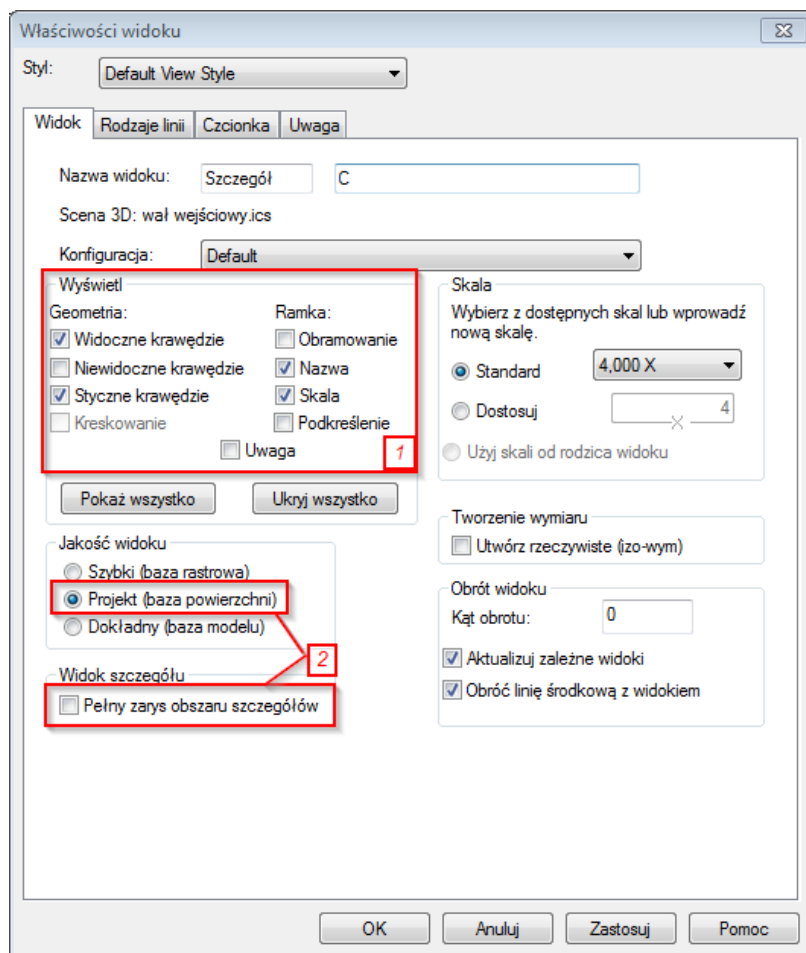 Właściwości widoku
Styl: Default View Style
Widok Rodzaje linii Czcionka Uwaga
Nazwa widoku: Szczegół C
Scena 3D: wał wejściowy.ics
Konfiguracja: Default
Wyświetl
Geometria: Ramka:
Widoczne krawędzie Obramowanie
Niewidoczne krawędzie Nazwa
Styczne krawędzie Skala
Kreskowanie Podkreślenie
Uwaga 1
Pokaż wszystko Ukryj wszystko
Jakość widoku
Szybki (baza rastrowa)
Projekt (baza powierzchni)
Dokładny (baza modelu)
2
Widok szczegółu
Pełny zarys obszaru szczegółów
Skala
Wybierz z dostępnych skal lub wprowadź
nową skalę.
Standard 4,000 X
Dostosuj 4
X
Użyj skali od rodzica widoku
Tworzenie wymiaru
Utwórz rzeczywiste (izo-wym)
Obrót widoku
Kąt obrotu: 0
Aktualizuj zależne widoki
Obróć linię środkową z widokiem
OK Anuluj Zastosuj Pomoc